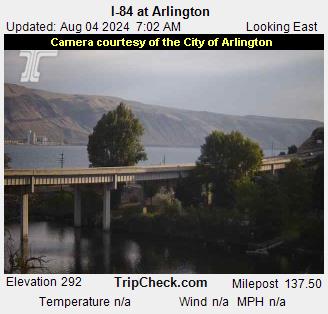 I-84 at Arlington
Updated: Aug 04 2024 7:02 AM Looking East
Camera courtesy of the City of Arlington
Elevation 292 TripCheck.com Milepost 137.50
Temperature n/a Wind n/a MPH n/a